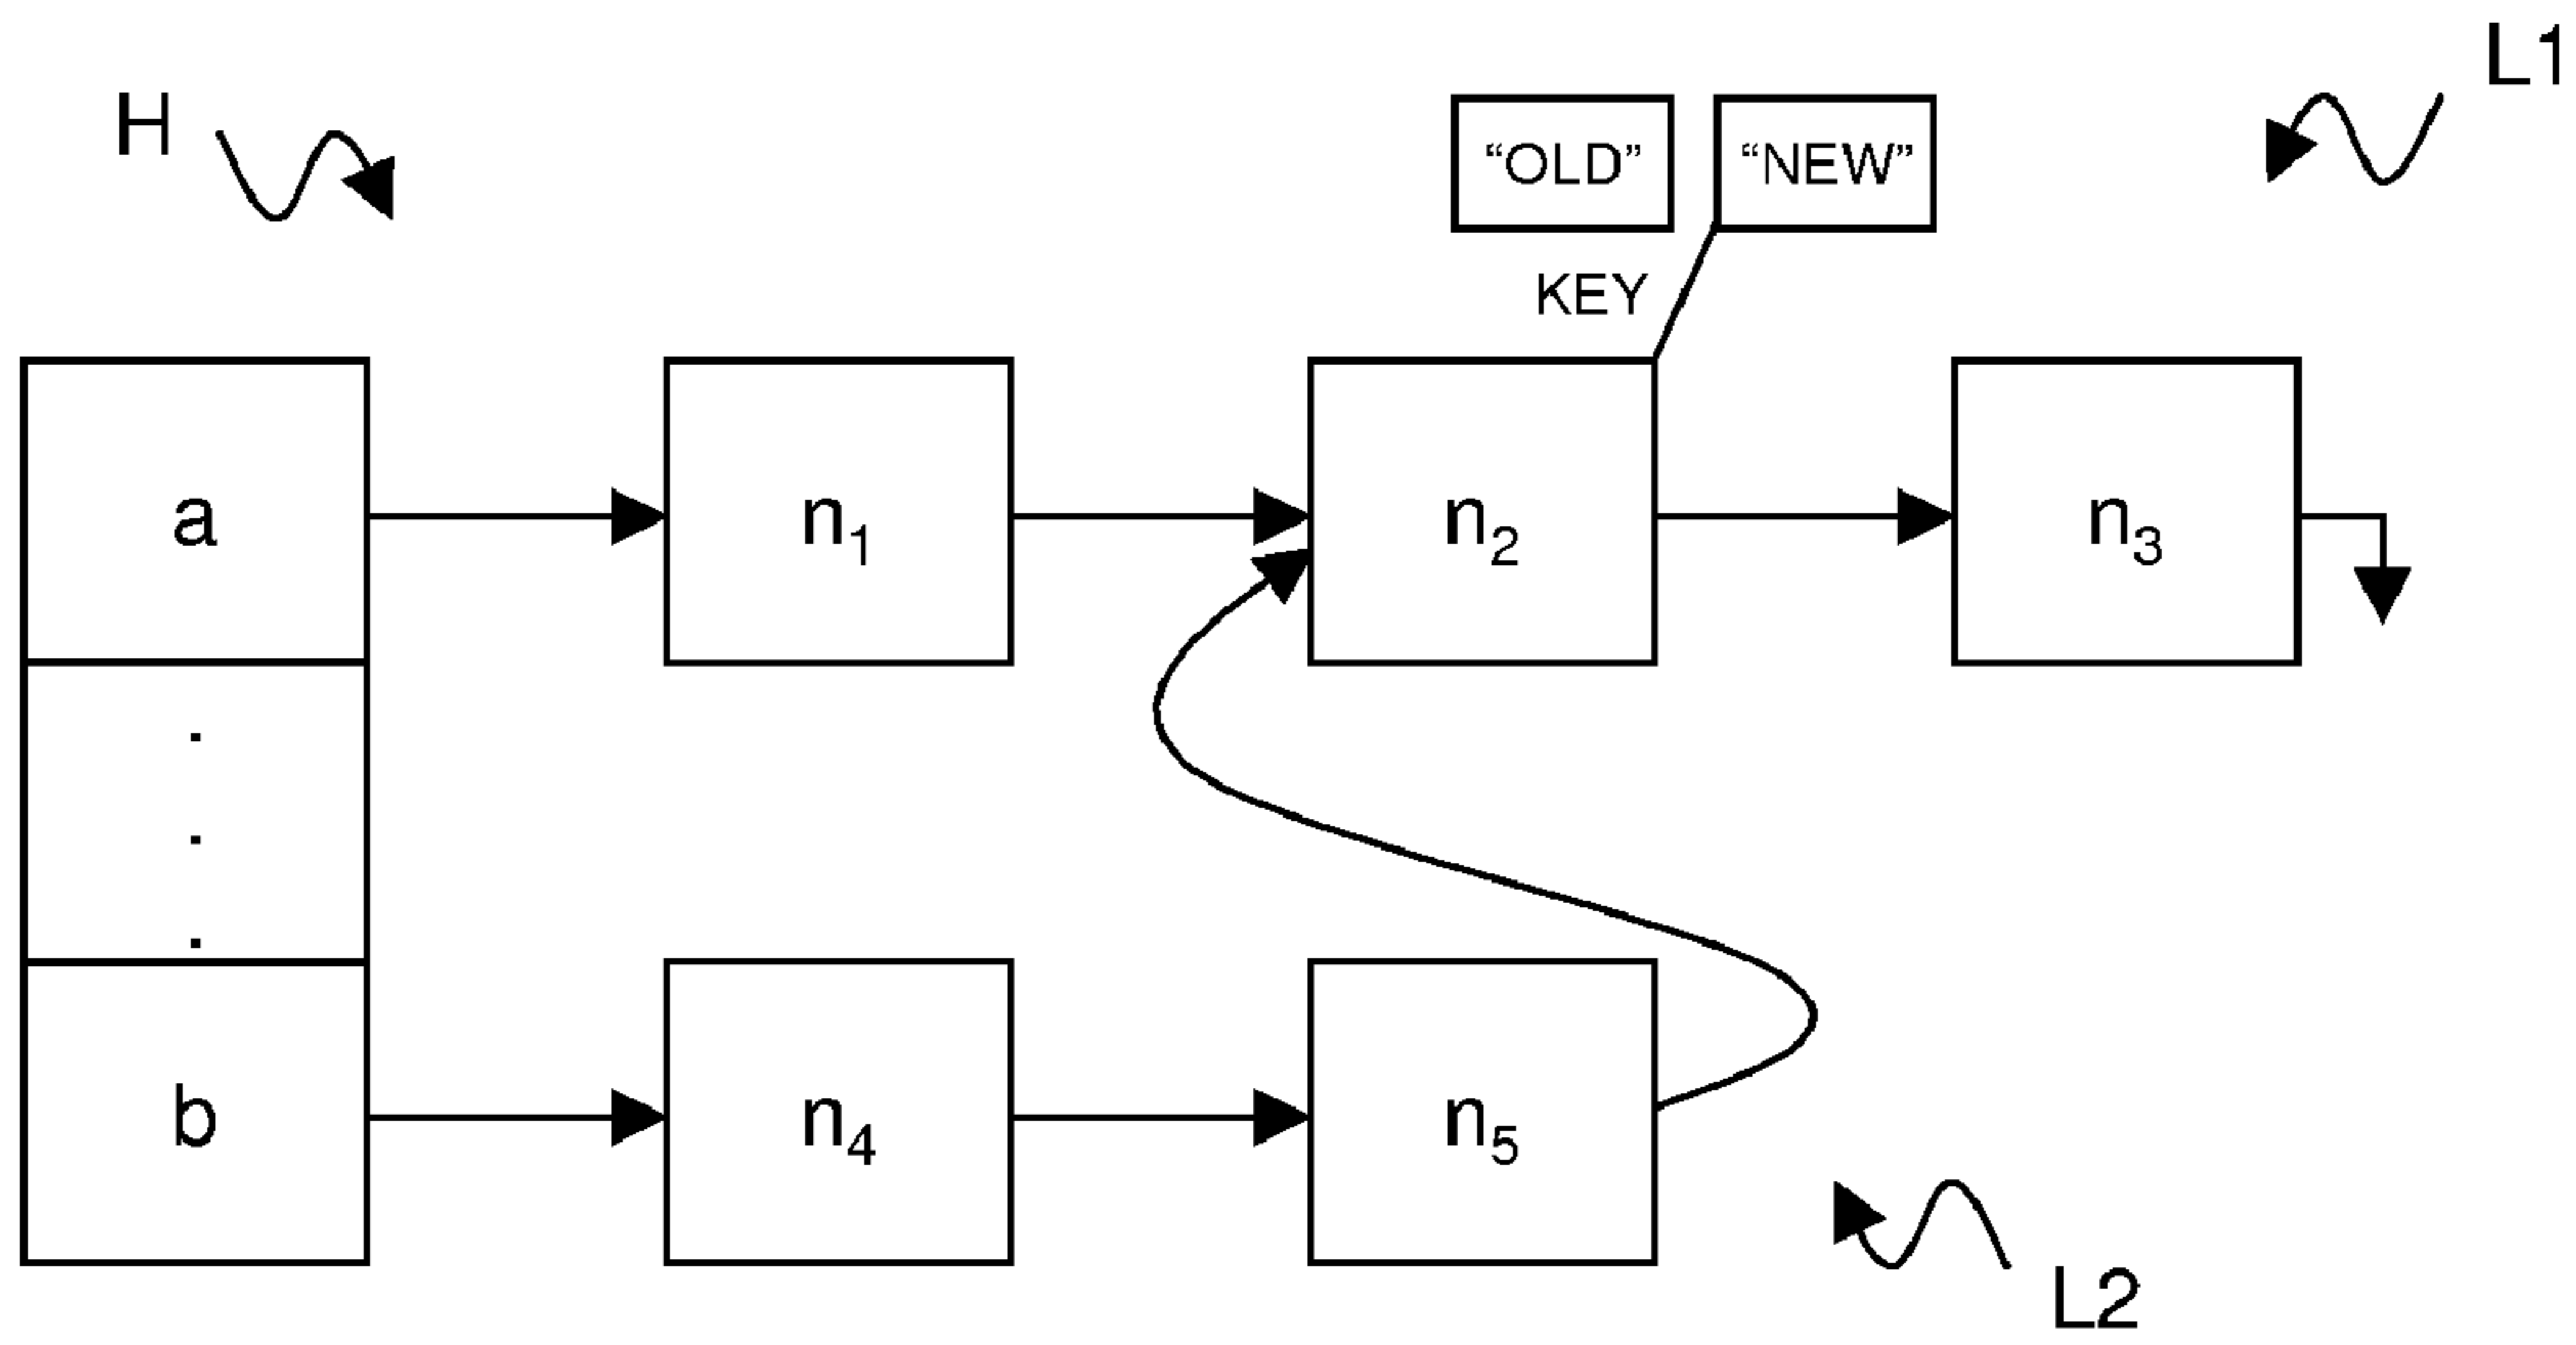 L1
H
“OLD” “NEW”
KEY
a n₁ n₂ n₃
.
.
.
b n₄ n₅
L2